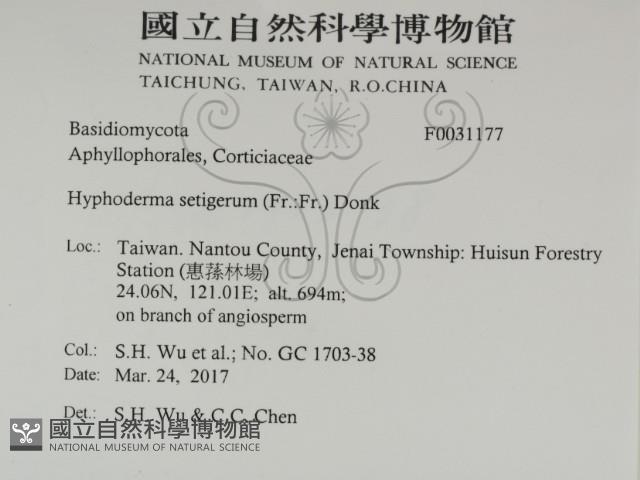 國立自然科學博物館
NATIONAL MUSEUM OF NATURAL SCIENCE
TAICHUNG, TAIWAN, R.O.CHINA
Basidiomycota F0031177
Aphyllophorales, Corticiaceae
Hyphoderma setigerum (Fr.:Fr.) Donk
Loc.: Taiwan. Nantou County, Jenai Township: Huisun Forestry
Station (惠蓀林場)
24.06N, 121.01E; alt. 694m;
on branch of angiosperm
Col.: S.H. Wu et al.; No. GC 1703-38
Date: Mar. 24, 2017
Det.: S.H. Wu & C.C. Chen
國立自然科學博物館
NATIONAL MUSEUM OF NATURAL SCIENCE